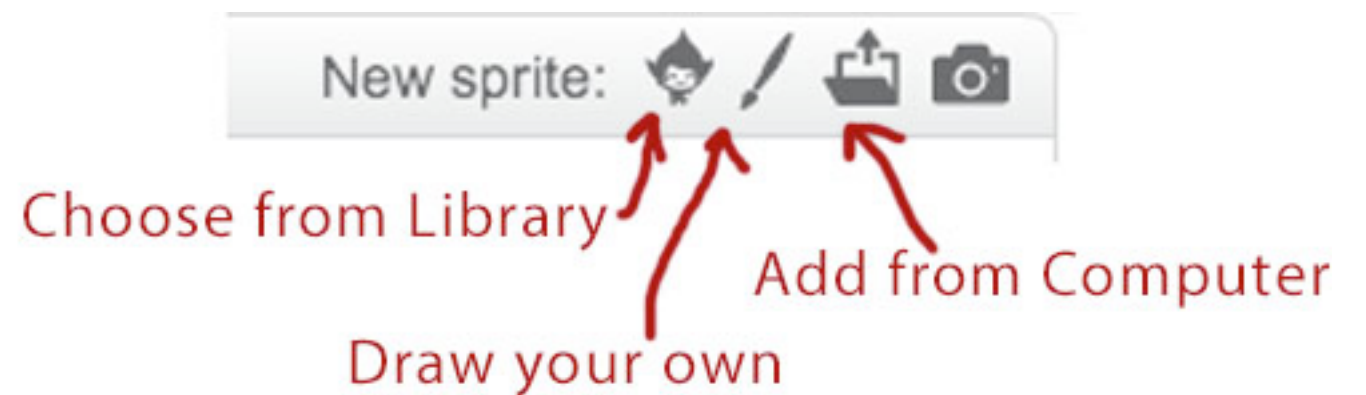 New sprite:
Choose from Library
Add from Computer
Draw your own